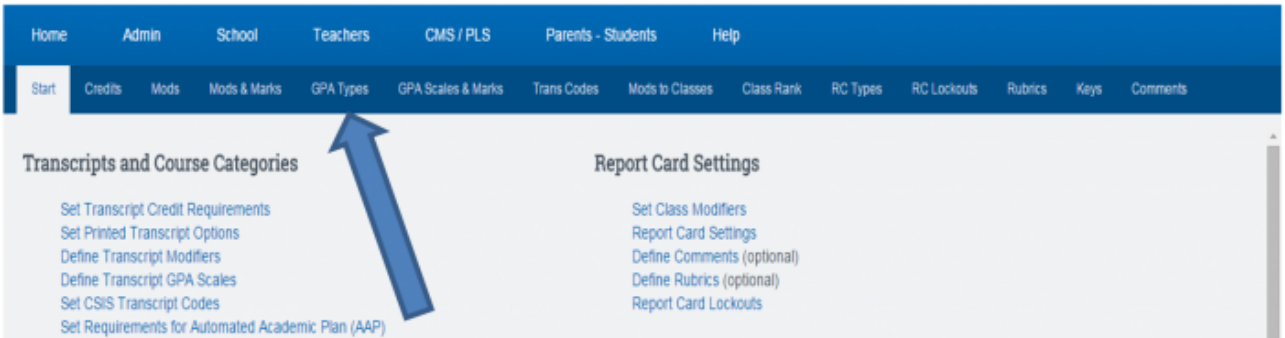 Home Admin School Teachers CMS / PLS Parents - Students Help
Start Credits Mods Mods & Marks GPA Types GPA Scales & Marks Trans Codes Mods to Classes Class Rank RC Types RC Lockouts Rubrics Keys Comments
Transcripts and Course Categories
Set Transcript Credit Requirements
Set Printed Transcript Options
Define Transcript Modifiers
Define Transcript GPA Scales
Set CSIS Transcript Codes
Set Requirements for Automated Academic Plan (AAP)
Report Card Settings
Set Class Modifiers
Report Card Settings
Define Comments (optional)
Define Rubrics (optional)
Report Card Lockouts